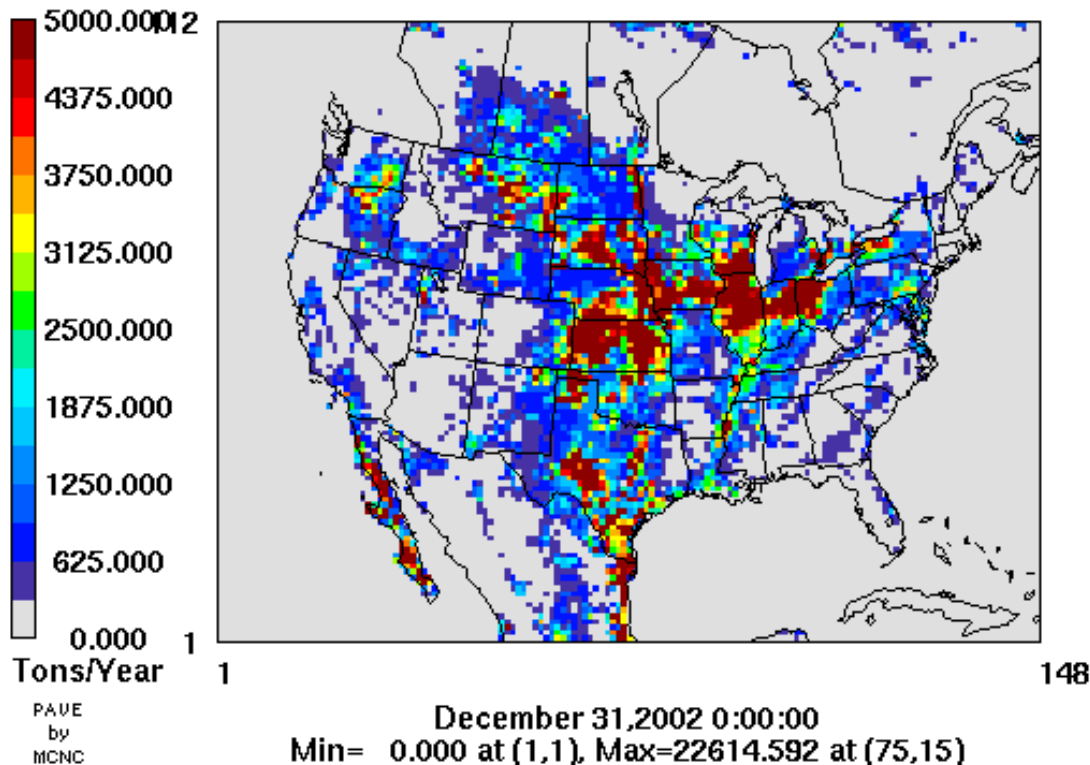 5000.000
112
4375.000
3750.000
3125.000
2500.000
1875.000
1250.000
625.000
0.000
1
Tons/Year
1
148
PAVE
by
MCNC
December 31,2002 0:00:00
Min= 0.000 at (1,1), Max=22614.592 at (75,15)